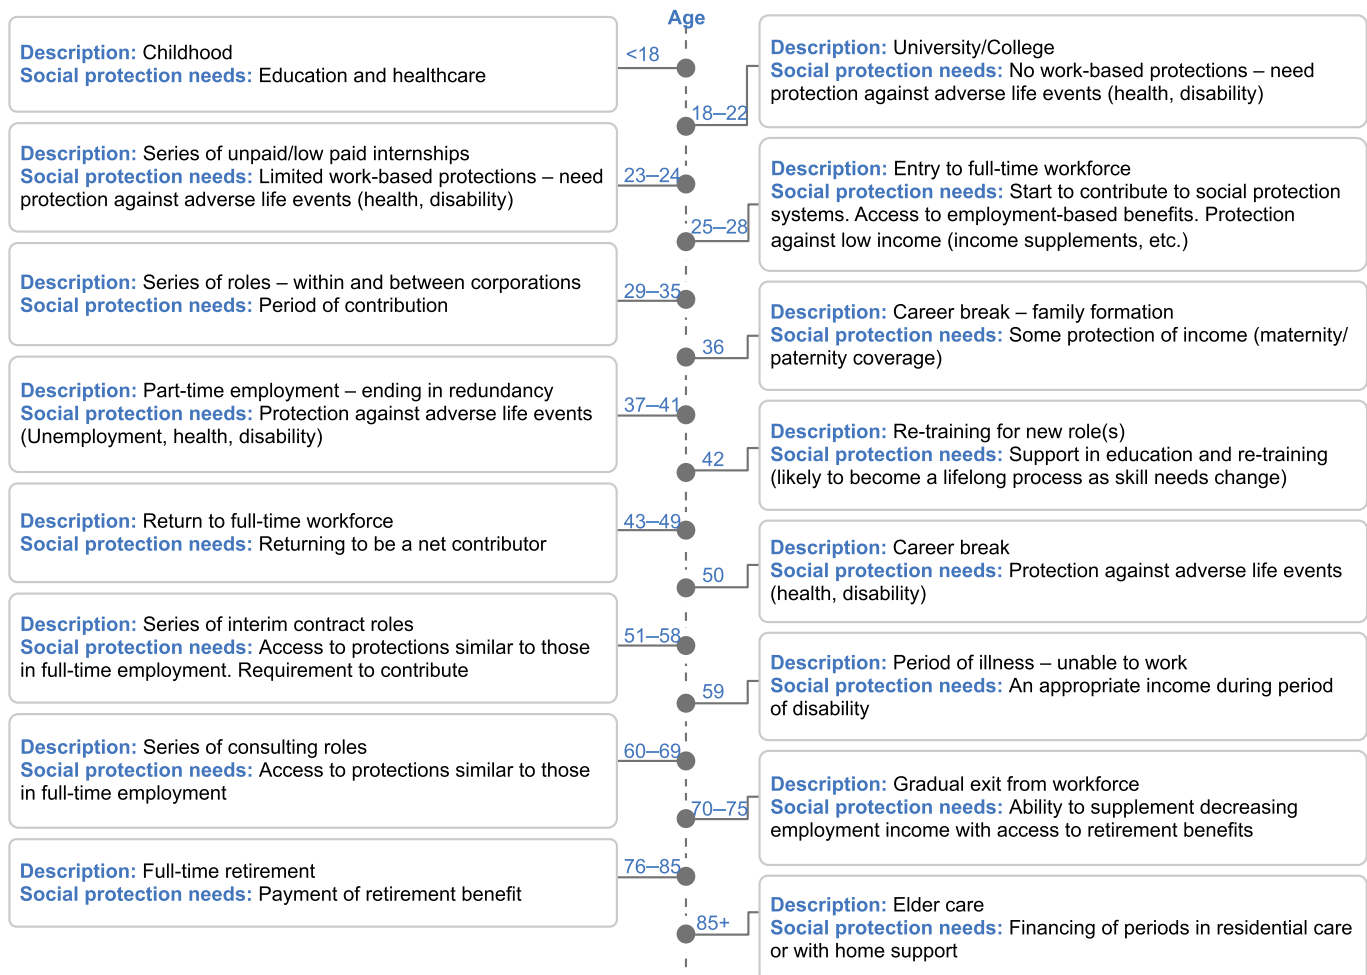 Age
<18
Description: Childhood
Social protection needs: Education and healthcare
18–22
Description: University/College
Social protection needs: No work-based protections – need
protection against adverse life events (health, disability)
23–24
Description: Series of unpaid/low paid internships
Social protection needs: Limited work-based protections – need
protection against adverse life events (health, disability)
25–28
Description: Entry to full-time workforce
Social protection needs: Start to contribute to social protection
systems. Access to employment-based benefits. Protection
against low income (income supplements, etc.)
29–35
Description: Series of roles – within and between corporations
Social protection needs: Period of contribution
36
Description: Career break – family formation
Social protection needs: Some protection of income (maternity/
paternity coverage)
37–41
Description: Part-time employment – ending in redundancy
Social protection needs: Protection against adverse life events
(Unemployment, health, disability)
42
Description: Re-training for new role(s)
Social protection needs: Support in education and re-training
(likely to become a lifelong process as skill needs change)
43–49
Description: Return to full-time workforce
Social protection needs: Returning to be a net contributor
50
Description: Career break
Social protection needs: Protection against adverse life events
(health, disability)
51–58
Description: Series of interim contract roles
Social protection needs: Access to protections similar to those
in full-time employment. Requirement to contribute
59
Description: Period of illness – unable to work
Social protection needs: An appropriate income during period
of disability
60–69
Description: Series of consulting roles
Social protection needs: Access to protections similar to those
in full-time employment
70–75
Description: Gradual exit from workforce
Social protection needs: Ability to supplement decreasing
employment income with access to retirement benefits
76–85
Description: Full-time retirement
Social protection needs: Payment of retirement benefit
85+
Description: Elder care
Social protection needs: Financing of periods in residential care
or with home support